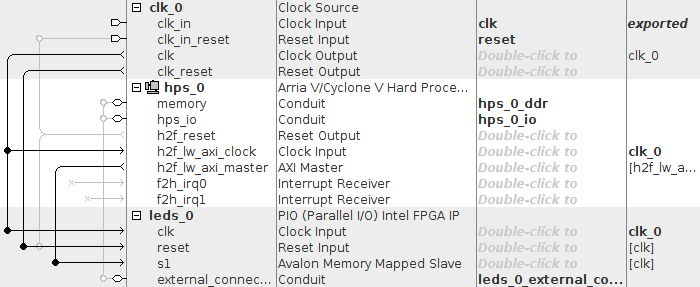 clk_0 Clock Source
clk_in Clock Input clk exported
clk_in_reset Reset Input reset
clk Clock Output Double-click to clk_0
clk_reset Reset Output Double-click to
hps_0 Arria V/Cyclone V Hard Proce...
memory Conduit hps_0_ddr
hps_io Conduit hps_0_io
h2f_reset Reset Output Double-click to
h2f_lw_axi_clock Clock Input Double-click to clk_0
h2f_lw_axi_master AXI Master Double-click to [h2f_lw_a...
f2h_irq0 Interrupt Receiver Double-click to
f2h_irq1 Interrupt Receiver Double-click to
leds_0 PIO (Parallel I/O) Intel FPGA IP
clk Clock Input Double-click to clk_0
reset Reset Input Double-click to [clk]
s1 Avalon Memory Mapped Slave Double-click to [clk]
external_connec... Conduit leds_0_external_co...